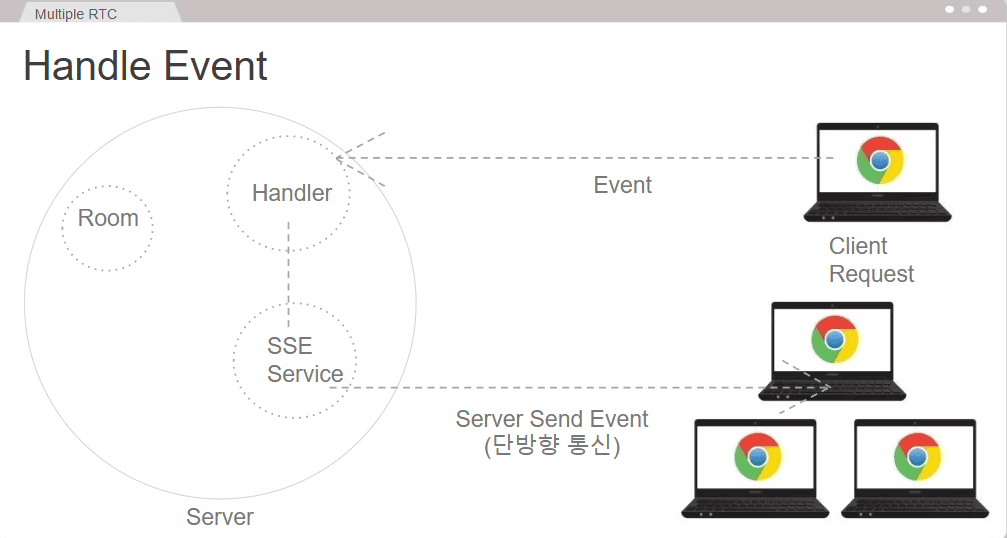 Multiple RTC
Handle Event
Handler
Room
Event
Client
Request
SSE
Service
Server Send Event
(단방향 통신)
Server